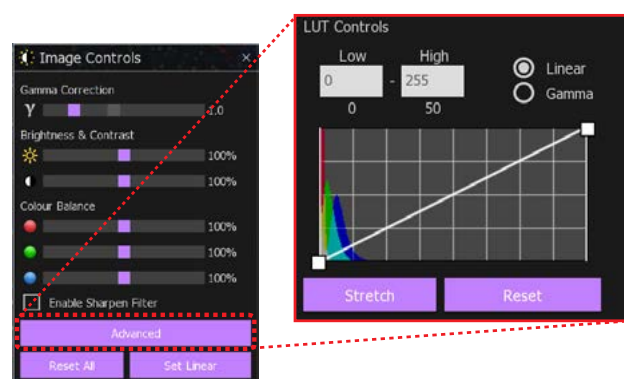 Image Controls ×
Gamma Correction
γ 1.0
Brightness & Contrast
100%
100%
Colour Balance
100%
100%
100%
Enable Sharpen Filter
Advanced
Reset All Set Linear
LUT Controls
Low High
0 - 255
0 50
Linear
Gamma
Stretch Reset